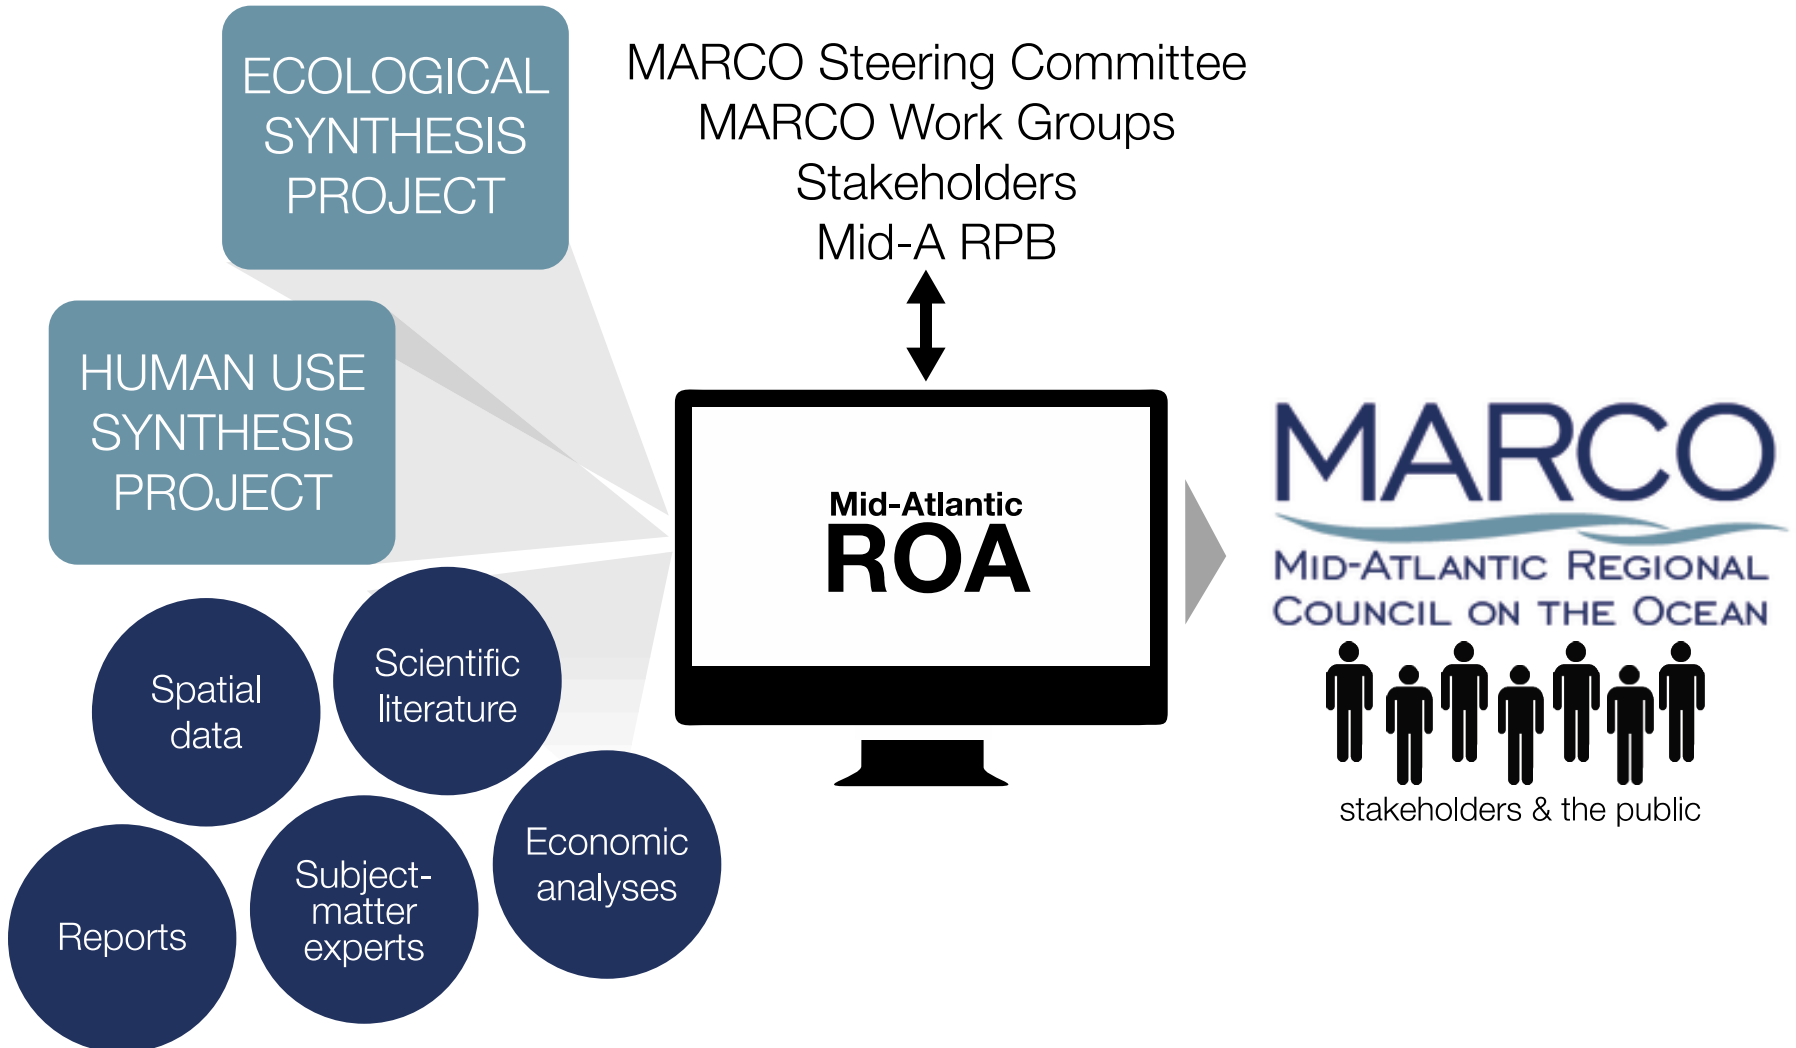 ECOLOGICAL
SYNTHESIS
PROJECT
MARCO Steering Committee
MARCO Work Groups
Stakeholders
Mid-A RPB
HUMAN USE
SYNTHESIS
PROJECT
Mid-Atlantic
ROA
MARCO
MID-ATLANTIC REGIONAL
COUNCIL ON THE OCEAN
stakeholders & the public
Spatial
data
Scientific
literature
Reports
Subject-
matter
experts
Economic
analyses